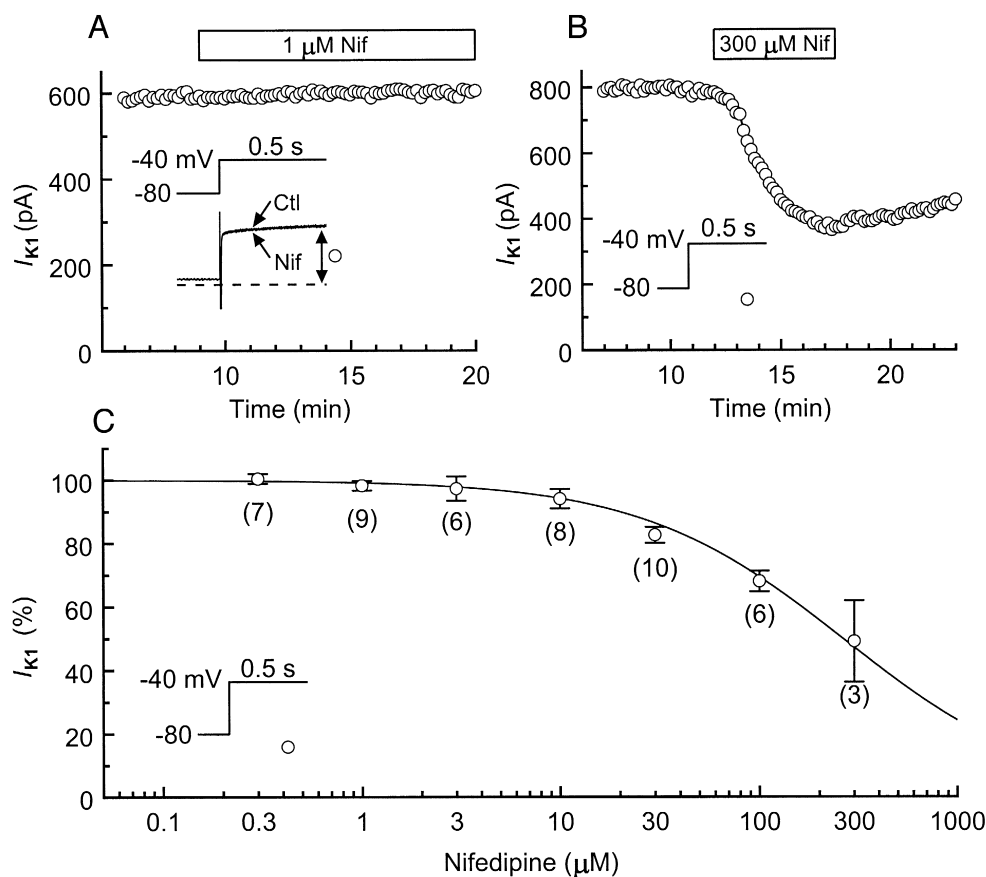 A
1 μM Nif
600
400
200
0
I K1 (pA)
-40 mV
0.5 s
-80
Ctl
Nif
10
15
20
Time (min)
B
300 μM Nif
800
600
400
200
0
I K1 (pA)
-40 mV
0.5 s
-80
10
15
20
Time (min)
C
100
80
60
40
20
0
I K1 (%)
(7)
(9)
(6)
(8)
(10)
(6)
(3)
-40 mV
0.5 s
-80
0.1
0.3
1
3
10
30
100
300
1000
Nifedipine (μM)